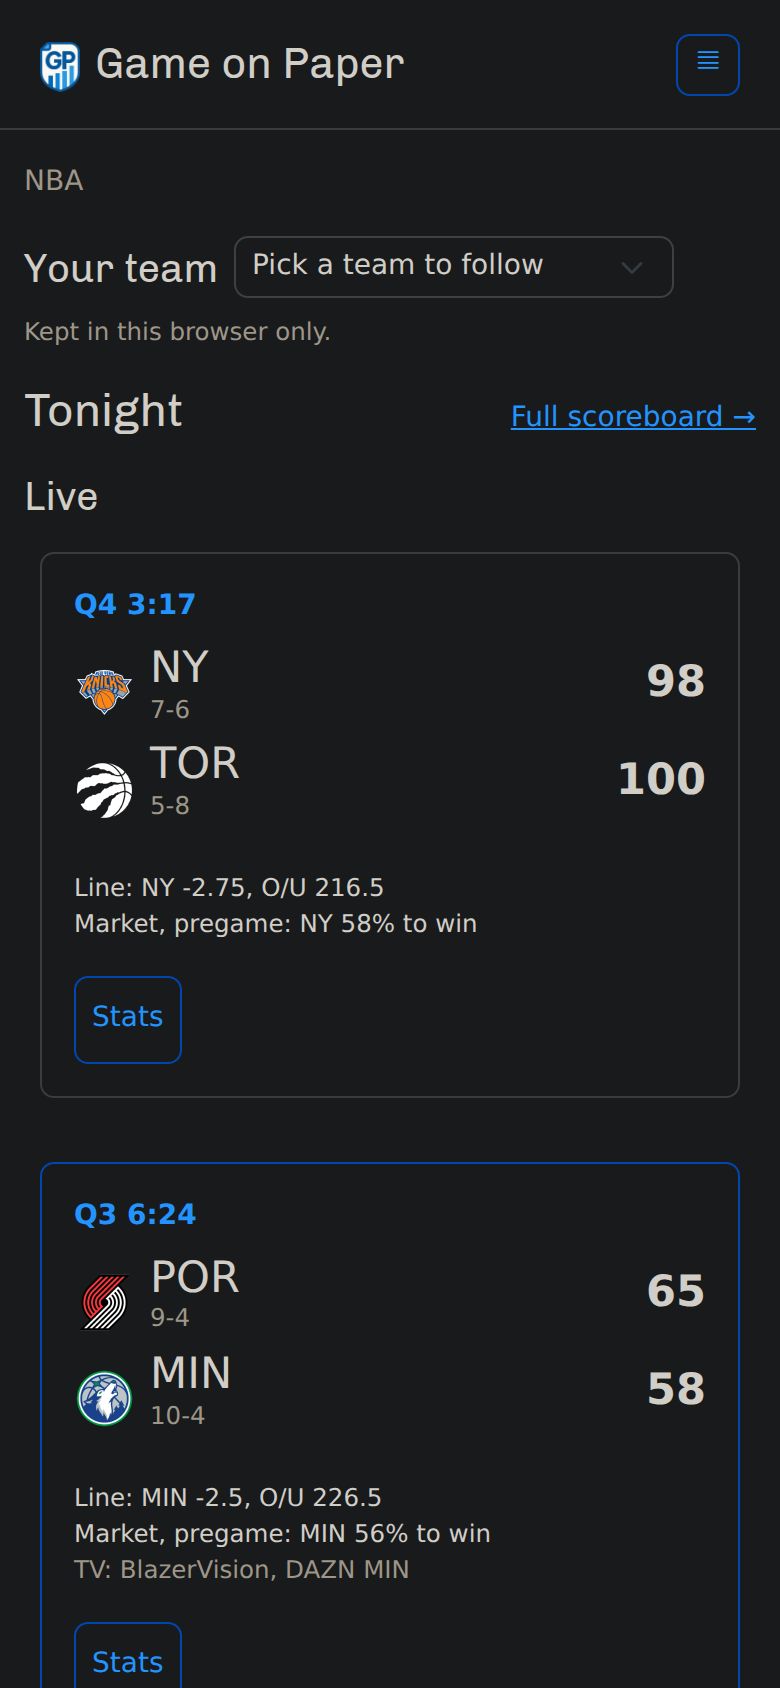 GP Game on Paper
NBA
Your team Pick a team to follow
Kept in this browser only.
Tonight Full scoreboard →
Live
Q4 3:17
KNICKS NY 98
7-6
TOR 100
5-8
Line: NY -2.75, O/U 216.5
Market, pregame: NY 58% to win
Stats
Q3 6:24
POR 65
9-4
MIN 58
10-4
Line: MIN -2.5, O/U 226.5
Market, pregame: MIN 56% to win
TV: BlazerVision, DAZN MIN
Stats